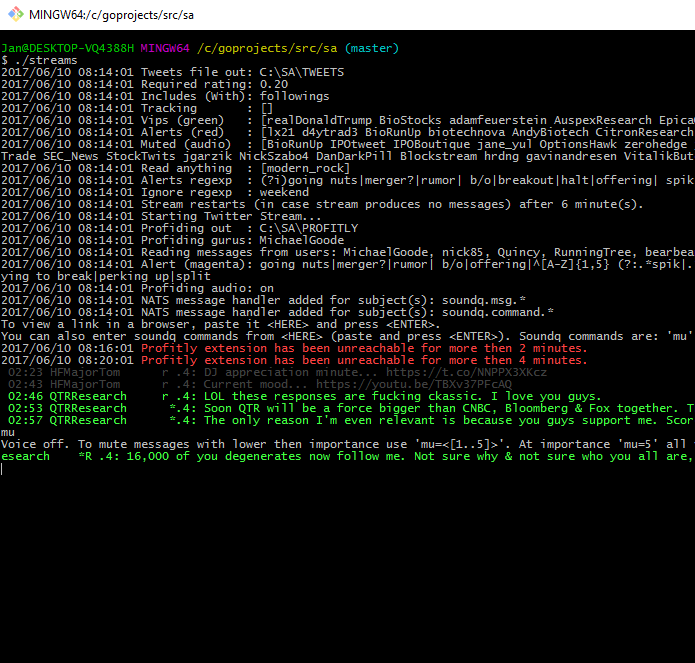 MINGW64:/c/goprojects/src/sa
Jan@DESKTOP-VQ4388H MINGW64 /c/goprojects/src/sa (master)
$ ./streams
2017/06/10 08:14:01 Tweets file out: C:\SA\TWEETS
2017/06/10 08:14:01 Required rating: 0.20
2017/06/10 08:14:01 Includes (With): followings
2017/06/10 08:14:01 Tracking        : []
2017/06/10 08:14:01 Vips (green)    : [realDonaldTrump BioStocks adamfeuerstein AuspexResearch Epica
2017/06/10 08:14:01 Alerts (red)    : [lx21 d4ytrad3 BioRunUp biotechnova AndyBiotech CitronResearch
2017/06/10 08:14:01 Muted (audio)   : [BioRunUp IPOtweet IPOBoutique jane_yul OptionsHawk zerohedge
Trade SEC_News StockTwits jgarzik NickSzabo4 DanDarkPill Blockstream hrdng gavinandresen VitalikBut
2017/06/10 08:14:01 Read anything   : [modern_rock]
2017/06/10 08:14:01 Alerts regexp   : (?i)going nuts|merger?|rumor| b/o|breakout|halt|offering| spik
2017/06/10 08:14:01 Ignore regexp   : weekend
2017/06/10 08:14:01 Stream restarts (in case stream produces no messages) after 6 minute(s).
2017/06/10 08:14:01 Starting Twitter Stream...
2017/06/10 08:14:01 Profiding out   : C:\SA\PROFITLY
2017/06/10 08:14:01 Profiding gurus: MichaelGoode
2017/06/10 08:14:01 Reading messages from users: MichaelGoode, nick85, Quincy, RunningTree, bearbea
2017/06/10 08:14:01 Alert (magenta): going nuts|merger?|rumor| b/o|offering|^[A-Z]{1,5} (?:.*spik|.
ying to break|perking up|split
2017/06/10 08:14:01 Profiding audio: on
2017/06/10 08:14:01 NATS message handler added for subject(s): soundq.msg.*
2017/06/10 08:14:01 NATS message handler added for subject(s): soundq.command.*
To view a link in a browser, paste it <HERE> and press <ENTER>.
You can also enter soundq commands from <HERE> (paste and press <ENTER>). Soundq commands are: 'mu'
2017/06/10 08:16:01 Profitly extension has been unreachable for more then 2 minutes.
2017/06/10 08:20:01 Profitly extension has been unreachable for more then 4 minutes.
02:23 HFMajorTom      r .4: DJ appreciation minute... https://t.co/NNPPX3XKcz
02:43 HFMajorTom      r .4: Current mood... https://youtu.be/TBXv37PFcAQ
02:46 QTRResearch     r .4: LOL these responses are fucking ckassic. I love you guys.
02:53 QTRResearch      *.4: Soon QTR will be a force bigger than CNBC, Bloomberg & Fox together. T
02:57 QTRResearch      *.4: The only reason I'm even relevant is because you guys support me. Scor
mu
Voice off. To mute messages with lower then importance use 'mu=<[1..5]>'. At importance 'mu=5' all
esearch    *R .4: 16,000 of you degenerates now follow me. Not sure why & not sure who you all are,